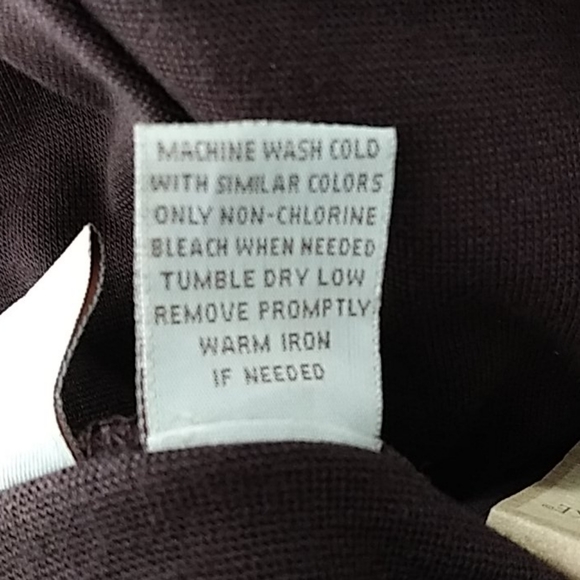 MACHINE WASH COLD
WITH SIMILAR COLORS
ONLY NON-CHLORINE
BLEACH WHEN NEEDED
TUMBLE DRY LOW
REMOVE PROMPTLY
WARM IRON
IF NEEDED